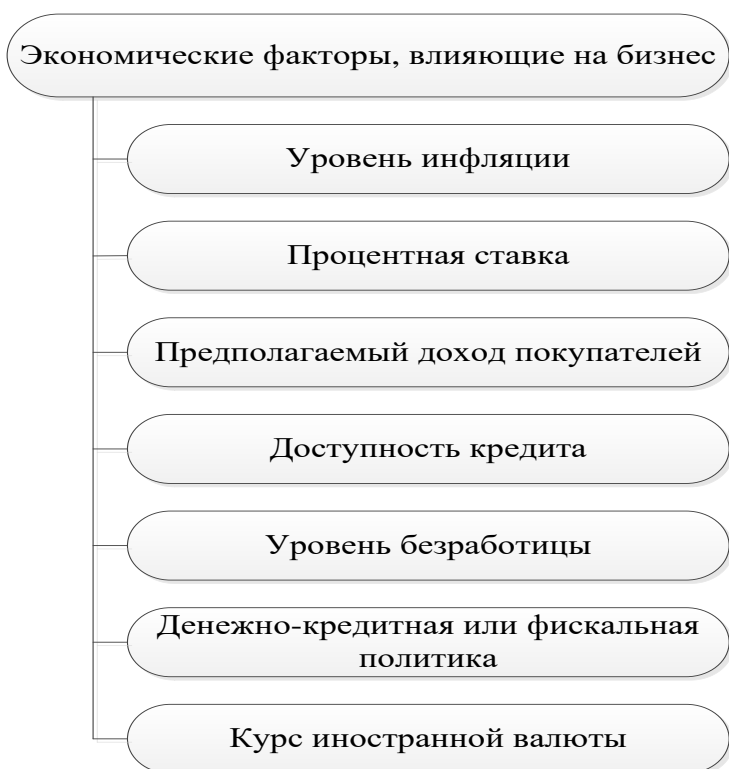 Экономические факторы, влияющие на бизнес
Уровень инфляции
Процентная ставка
Предполагаемый доход покупателей
Доступность кредита
Уровень безработицы
Денежно-кредитная или фискальная
политика
Курс иностранной валюты